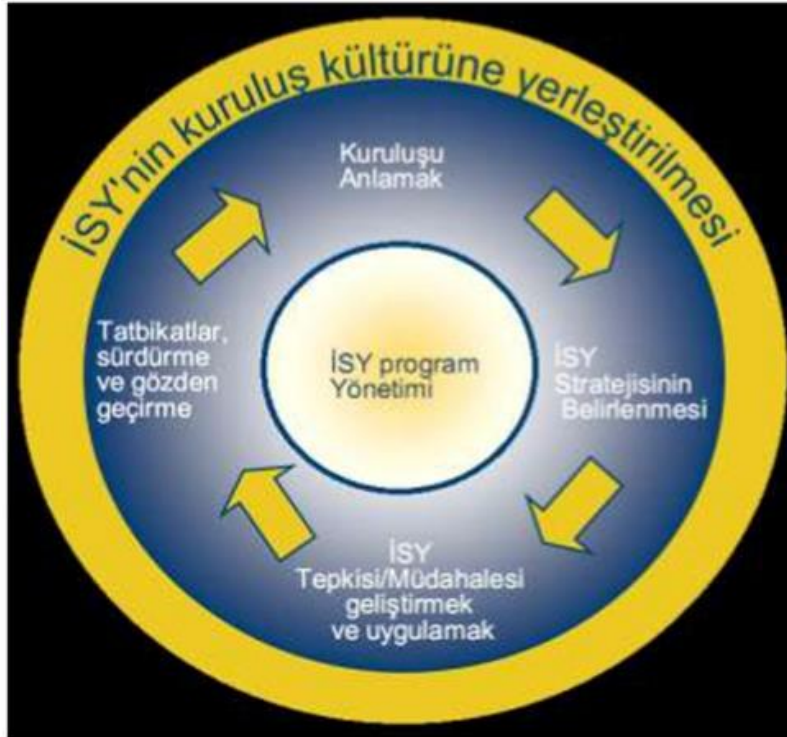 İSY'nin kuruluş kültürüne yerleştirilmesi
Kuruluşu
Anlamak
İSY
Stratejisinin
Belirlenmesi
İSY
Tepkisi/Müdahalesi
geliştirmek
ve uygulamak
Tatbikatlar,
sürdürme
ve gözden
geçirme
İSY program
Yönetimi